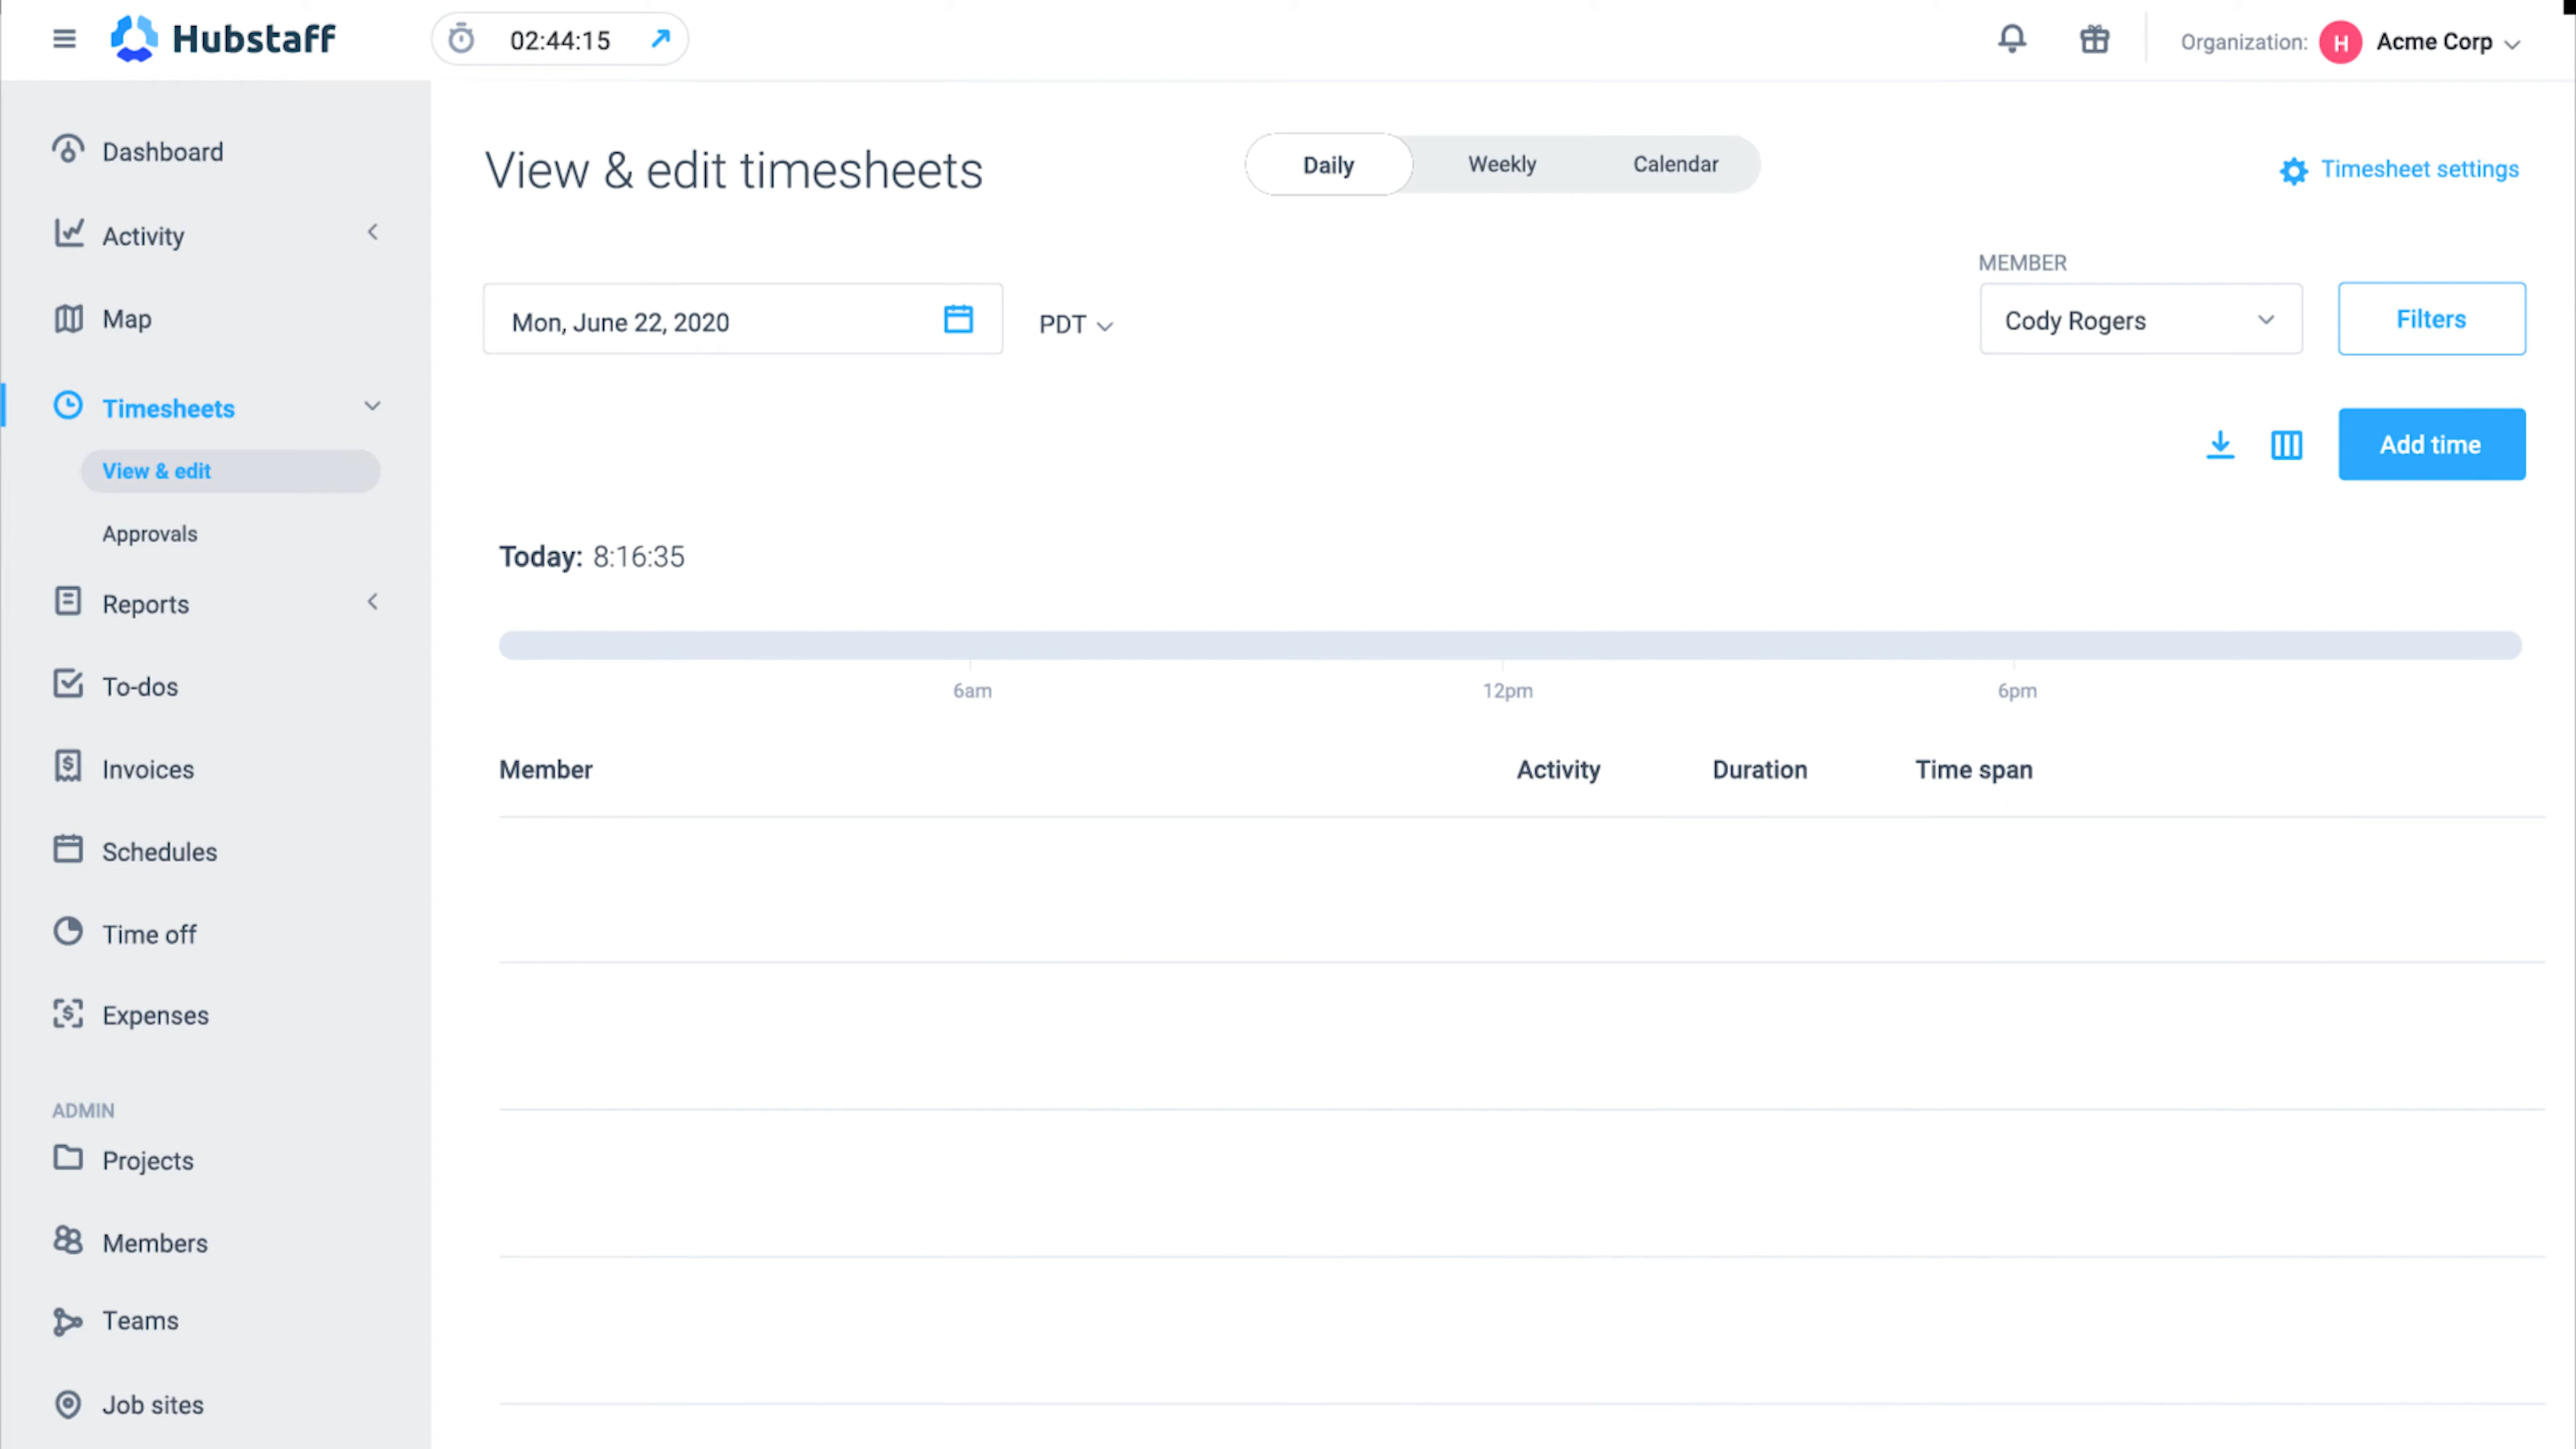 Hubstaff
02:44:15
Organization: H Acme Corp
Dashboard
Activity
Map
Timesheets
View & edit
Approvals
Reports
To-dos
Invoices
Schedules
Time off
Expenses
ADMIN
Projects
Members
Teams
Job sites
View & edit timesheets
Daily Weekly Calendar
Timesheet settings
MEMBER
Mon, June 22, 2020 PDT
Cody Rogers
Filters
Add time
Today: 8:16:35
6am 12pm 6pm
Member Activity Duration Time span